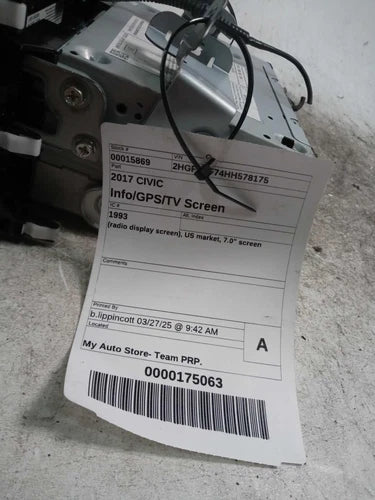 Stock #
00015869
VIN
2HGF
74HH578175
Part
2017 CIVIC
Info/GPS/TV Screen
IC #
Alt. Index
1993
(radio display screen), US market, 7.0" screen
Comments
Printed By
b.lippincott 03/27/25 @ 9:42 AM
Located
A
My Auto Store- Team PRP.
0000175063